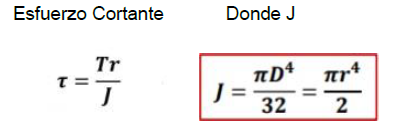 Esfuerzo Cortante Donde J
τ = Tr / J
J = πD⁴ / 32 = πr⁴ / 2